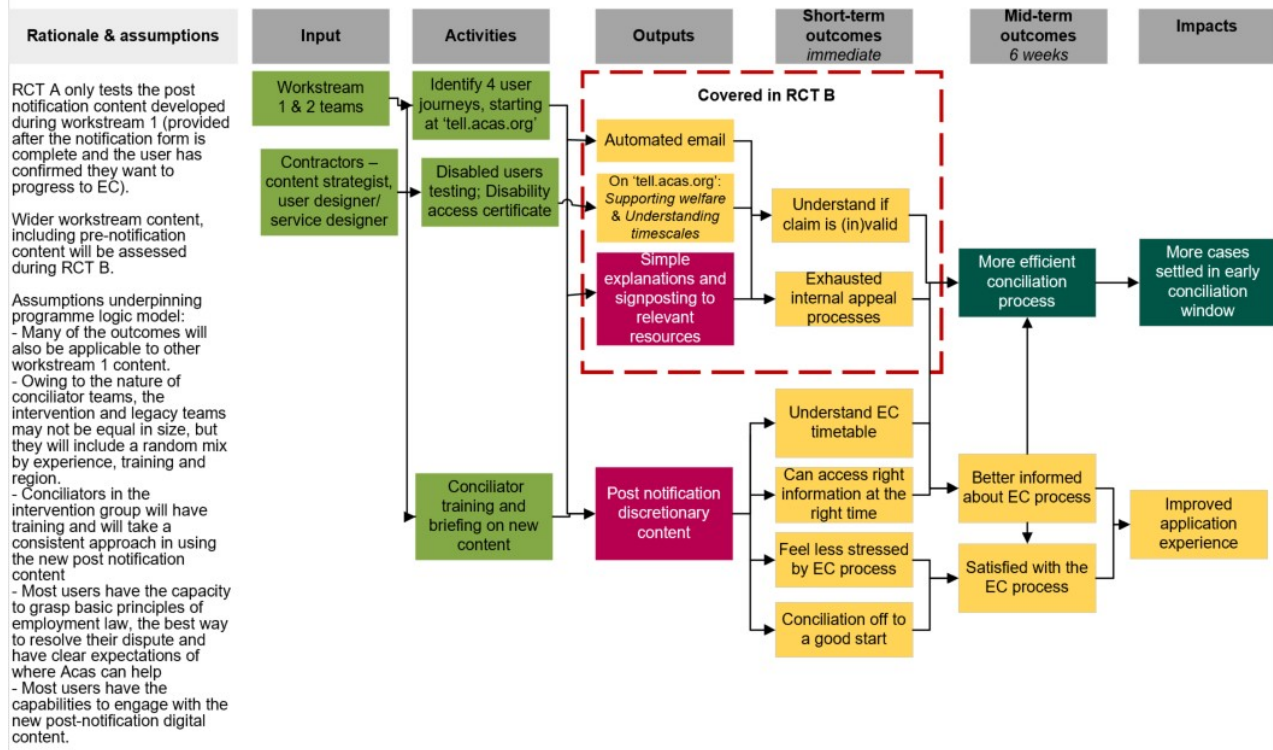 Rationale & assumptions
Input
Activities
Outputs
Short-term
outcomes
immediate
Mid-term
outcomes
6 weeks
Impacts
RCT A only tests the post
notification content developed
during workstream 1 (provided
after the notification form is
complete and the user has
confirmed they want to
progress to EC).
Wider workstream content,
including pre-notification
content will be assessed
during RCT B.
Assumptions underpinning
programme logic model:
- Many of the outcomes will
also be applicable to other
workstream 1 content.
- Owing to the nature of
conciliator teams, the
intervention and legacy teams
may not be equal in size, but
they will include a random mix
by experience, training and
region.
- Conciliators in the
intervention group will have
training and will take a
consistent approach in using
the new post notification
content
- Most users have the capacity
to grasp basic principles of
employment law, the best way
to resolve their dispute and
have clear expectations of
where Acas can help
- Most users have the
capabilities to engage with the
new post-notification digital
content.
Workstream
1 & 2 teams
Contractors –
content strategist,
user designer/
service designer
Identify 4 user
journeys, starting
at ‘tell.acas.org’
Disabled users
testing; Disability
access certificate
Conciliator
training and
briefing on new
content
Covered in RCT B
Automated email
On ‘tell.acas.org’:
Supporting welfare
& Understanding
timescales
Simple
explanations and
signposting to
relevant
resources
Post notification
discretionary
content
Understand if
claim is (in)valid
Exhausted
internal appeal
processes
Understand EC
timetable
Can access right
information at the
right time
Feel less stressed
by EC process
Conciliation off to
a good start
More efficient
conciliation
process
Better informed
about EC process
Satisfied with the
EC process
More cases
settled in early
conciliation
window
Improved
application
experience